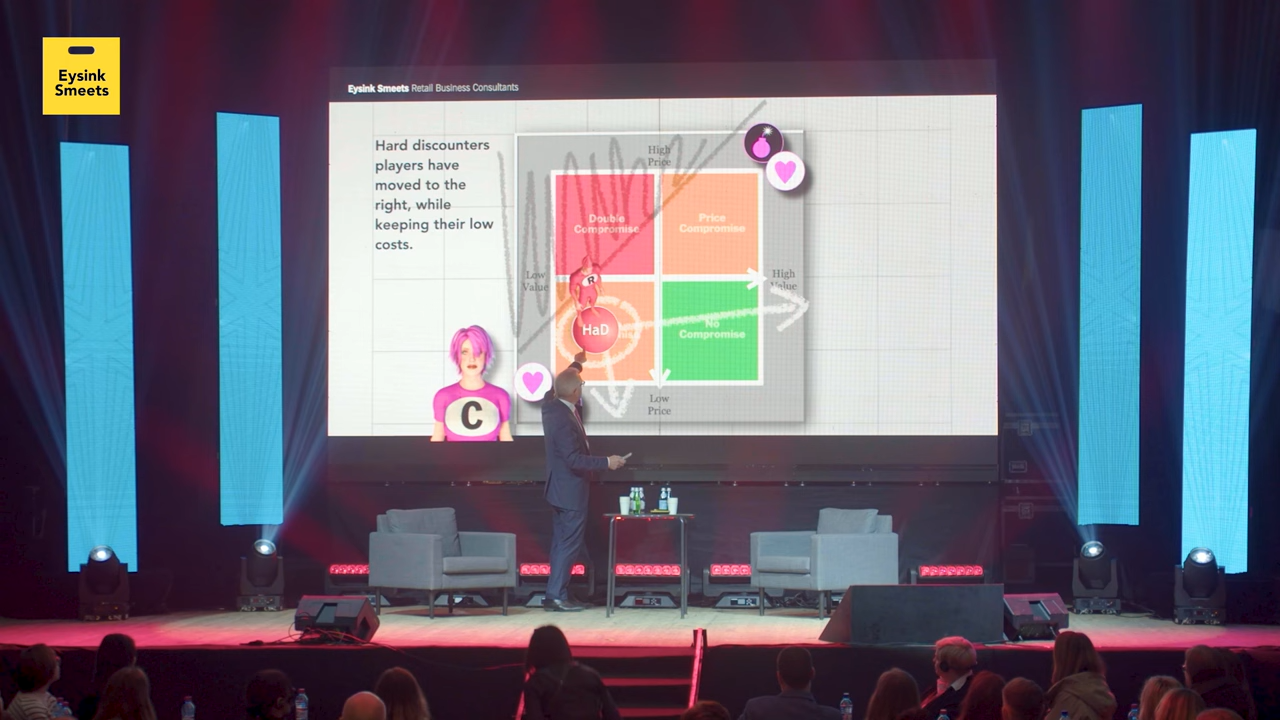 Eysink
Smeets
Eysink Smeets Retail Business Consultants
Hard discounters
players have
moved to the
right, while
keeping their low
costs.
High
Price
Double
Compromise
Price
Compromise
Low
Value
High
Value
R
HaD
No
Compromise
Low
Price
C